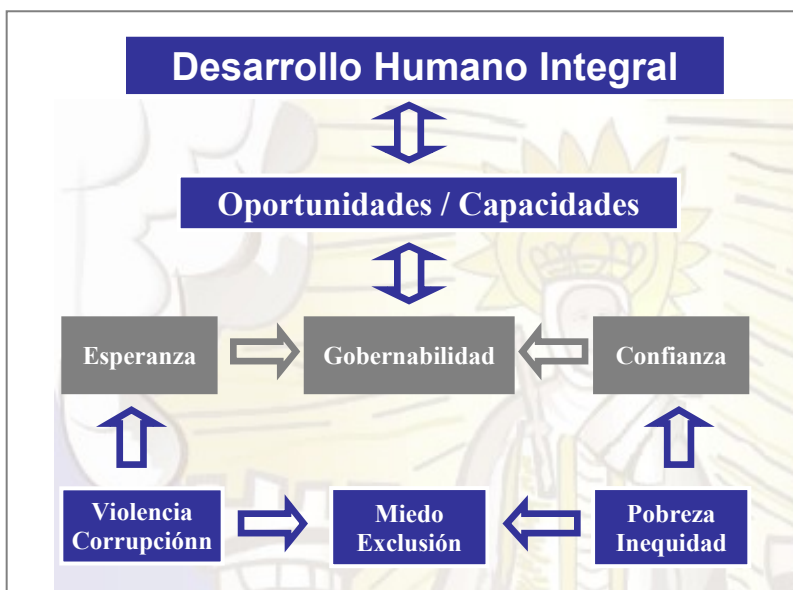 Desarrollo Humano Integral
Oportunidades / Capacidades
Esperanza
Gobernabilidad
Confianza
Violencia
Corrupciónn
Miedo
Exclusión
Pobreza
Inequidad